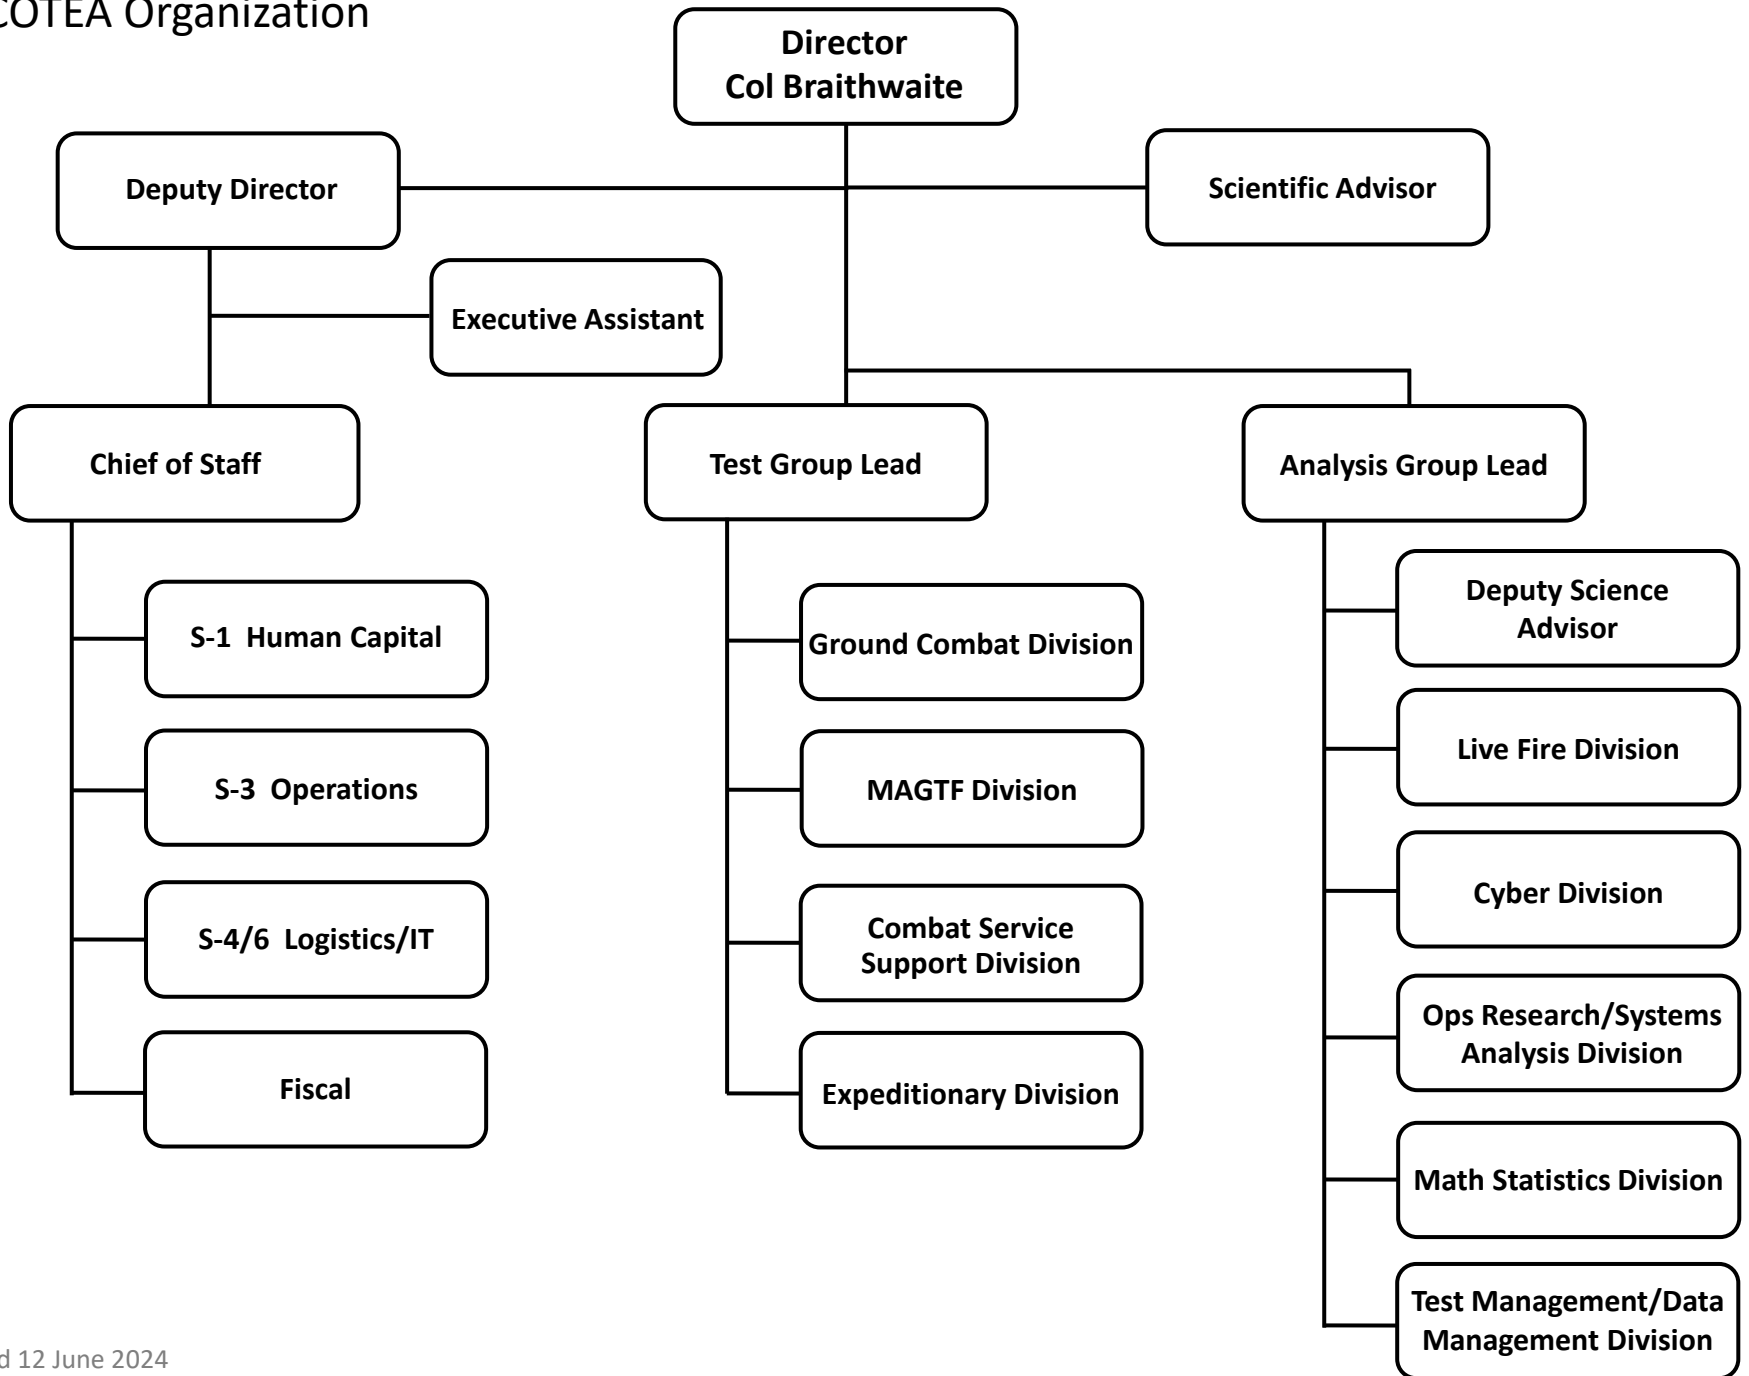 COTEA Organization
Director
Col Braithwaite
Deputy Director
Scientific Advisor
Executive Assistant
Chief of Staff
Test Group Lead
Analysis Group Lead
S-1 Human Capital
S-3 Operations
S-4/6 Logistics/IT
Fiscal
Ground Combat Division
MAGTF Division
Combat Service
Support Division
Expeditionary Division
Deputy Science
Advisor
Live Fire Division
Cyber Division
Ops Research/Systems
Analysis Division
Math Statistics Division
Test Management/Data
Management Division
12 June 2024